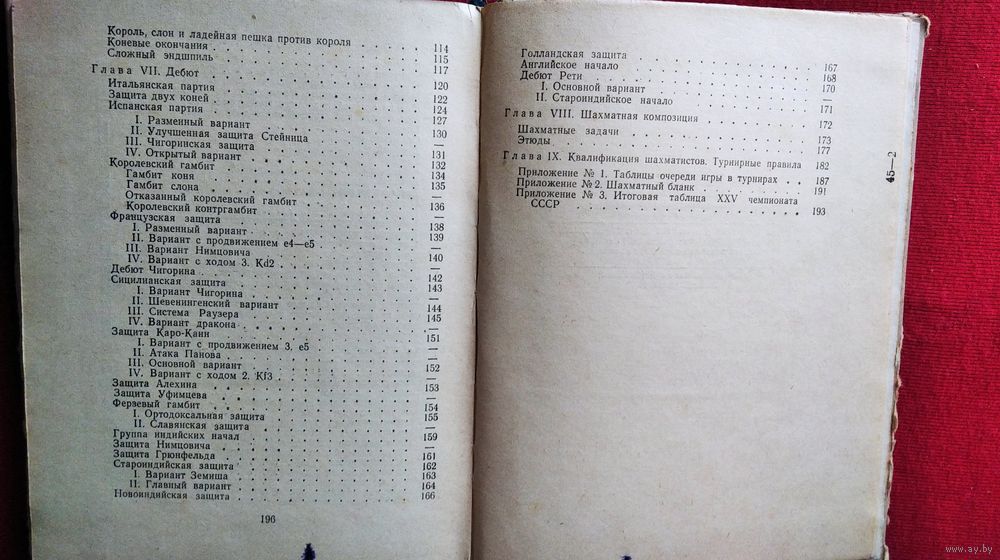 Король, слон и ладейная пешка против короля 114
Коневые окончания 115
Сложный эндшпиль 117
Глава VII. Дебют
Итальянская партия 120
Защита двух коней 122
Испанская партия 124
I. Разменный вариант 127
II. Улучшенная защита Стейница 130
III. Чигоринская защита —
IV. Открытый вариант 131
Королевский гамбит 132
Гамбит коня 134
Гамбит слона 135
Отказанный королевский гамбит —
Королевский контргамбит 136
Французская защита —
I. Разменный вариант 138
II. Вариант с продвижением e4—e5 139
III. Вариант Нимцовича —
IV. Вариант с ходом 3. Kd2 140
Дебют Чигорина —
Сицилианская защита 142
I. Вариант Чигорина 143
II. Шевенингенский вариант —
III. Система Раузера 144
IV. Вариант дракона 145
Защита Каро-Канн —
I. Вариант с продвижением 3. e5 151
II. Атака Панова —
III. Основной вариант 152
IV. Вариант с ходом 2. Kf3 —
Защита Алехина 153
Защита Уфимцева —
Ферзевый гамбит 154
I. Ортодоксальная защита 155
II. Славянская защита —
Группа индийских начал 159
Защита Нимцовича —
Защита Грюнфельда 161
Староиндийская защита 162
I. Вариант Земиша 163
II. Главный вариант 164
Новоиндийская защита 166
196
Голландская защита 167
Английское начало 168
Дебют Рети 170
I. Основной вариант —
II. Староиндийское начало 171
Глава VIII. Шахматная композиция 172
Шахматные задачи 173
Этюды 177
Глава IX. Квалификация шахматистов. Турнирные правила 182
Приложение № 1. Таблицы очереди игры в турнирах 187
Приложение № 2. Шахматный бланк 191
Приложение № 3. Итоговая таблица XXV чемпионата
СССР 193
45—2
www.ay.by